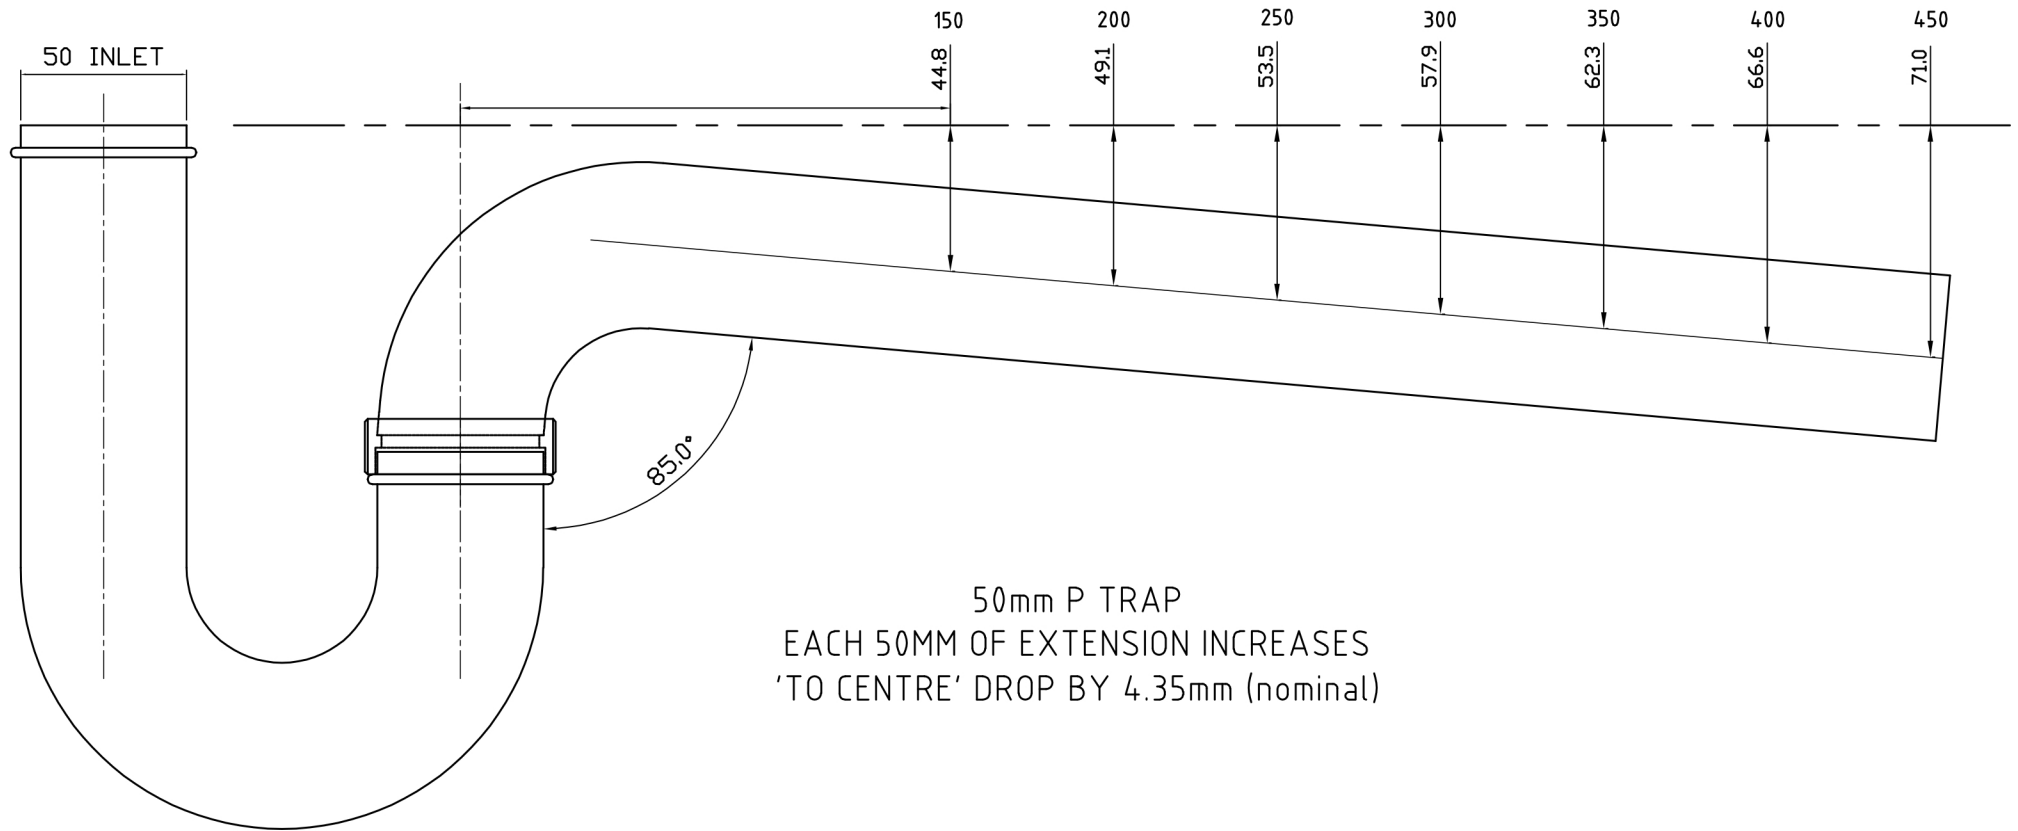 150 200 250 300 350 400 450
50 INLET
44.8 49.1 53.5 57.9 62.3 66.6 71.0
85.0°
50mm P TRAP
EACH 50MM OF EXTENSION INCREASES
'TO CENTRE' DROP BY 4.35mm (nominal)